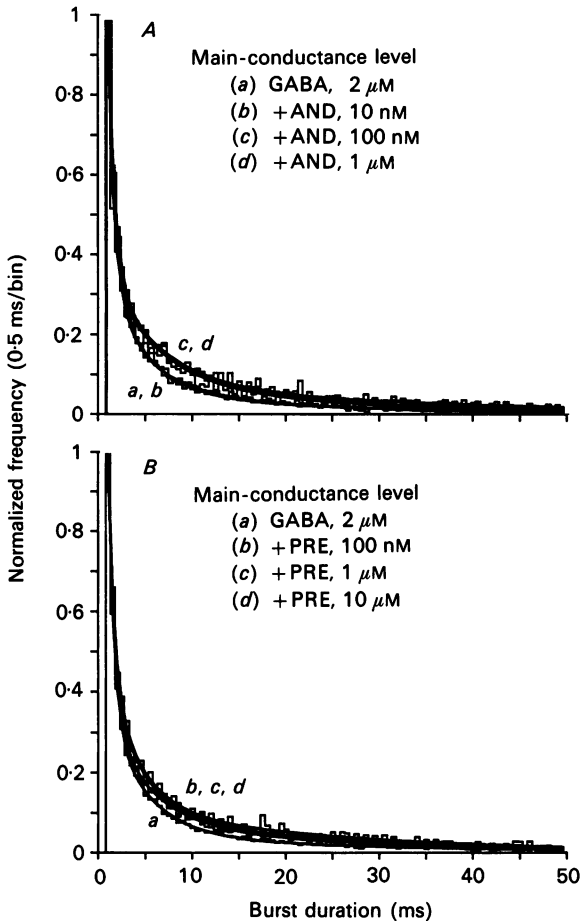 Normalized frequency (0·5 ms/bin)
A
Main-conductance level
(a) GABA, 2 μM
(b) +AND, 10 nM
(c) +AND, 100 nM
(d) +AND, 1 μM
1
0·8
0·6
0·4
0·2
0
c, d
a, b
B
Main-conductance level
(a) GABA, 2 μM
(b) +PRE, 100 nM
(c) +PRE, 1 μM
(d) +PRE, 10 μM
1
0·8
0·6
0·4
0·2
0
b, c, d
a
0 10 20 30 40 50
Burst duration (ms)